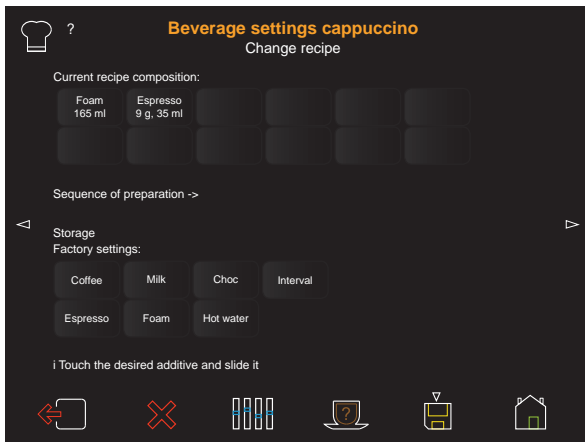 ?
Beverage settings cappuccino
Change recipe
Current recipe composition:
Foam
165 ml
Espresso
9 g, 35 ml
Sequence of preparation ->
Storage
Factory settings:
Coffee Milk Choc Interval
Espresso Foam Hot water
i Touch the desired additive and slide it
?